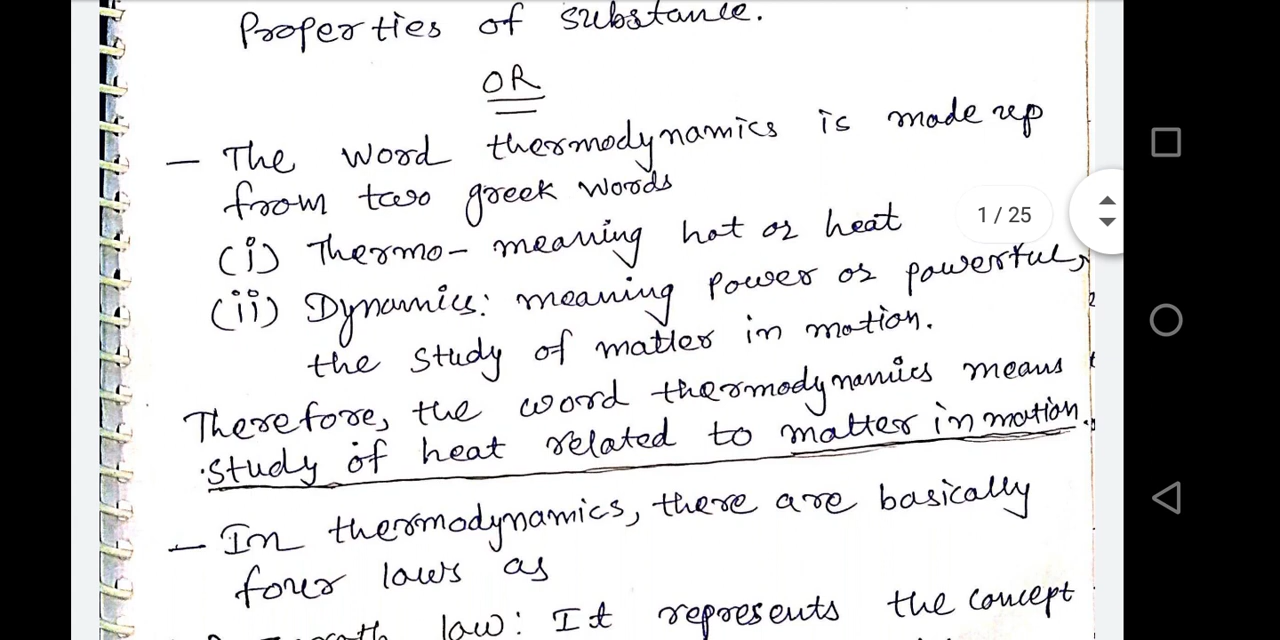 Properties of substance.
OR
- The word thermodynamics is made up
from two greek words
(i) Thermo- meaning hot or heat
1 / 25
(ii) Dynamics: meaning power or powerful,
the study of matter in motion.
Therefore, the word thermodynamics means
study of heat related to matter in motion.
- In thermodynamics, there are basically
four laws as
law: It represents the concept